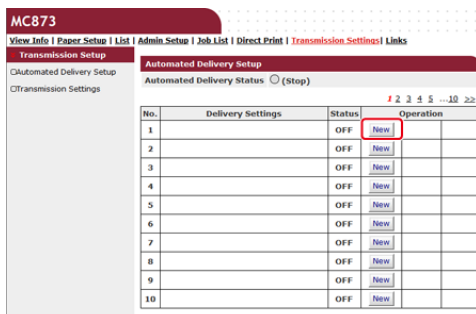 MC873
View Info | Paper Setup | List | Admin Setup | Job List | Direct Print | Transmission Settings| Links
Transmission Setup
Automated Delivery Setup
Transmission Settings
Automated Delivery Setup
Automated Delivery Status (Stop)
1 2 3 4 5 ...10 >>
No. Delivery Settings Status Operation
1 OFF New
2 OFF New
3 OFF New
4 OFF New
5 OFF New
6 OFF New
7 OFF New
8 OFF New
9 OFF New
10 OFF New